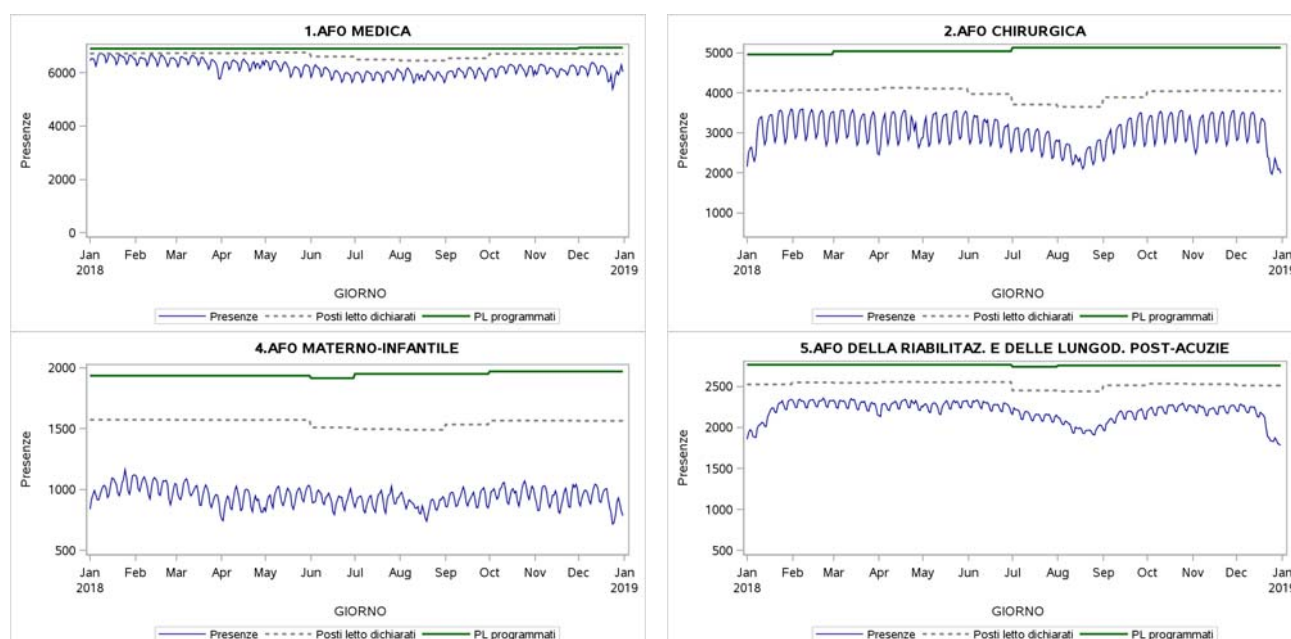 1.AFO MEDICA
Presenze
6000
4000
2000
0
Jan Feb Mar Apr May Jun Jul Aug Sep Oct Nov Dec Jan
2018 2019
GIORNO
Presenze Posti letto dichiarati PL programmati
2.AFO CHIRURGICA
Presenze
5000
4000
3000
2000
1000
Jan Feb Mar Apr May Jun Jul Aug Sep Oct Nov Dec Jan
2018 2019
GIORNO
Presenze Posti letto dichiarati PL programmati
4.AFO MATERNO-INFANTILE
Presenze
2000
1500
1000
500
Jan Feb Mar Apr May Jun Jul Aug Sep Oct Nov Dec Jan
2018 2019
GIORNO
Presenze Posti letto dichiarati PL programmati
5.AFO DELLA RIABILITAZ. E DELLE LUNGOD. POST-ACUZIE
Presenze
2500
2000
1500
1000
500
Jan Feb Mar Apr May Jun Jul Aug Sep Oct Nov Dec Jan
2018 2019
GIORNO
Presenze Posti letto dichiarati PL programmati